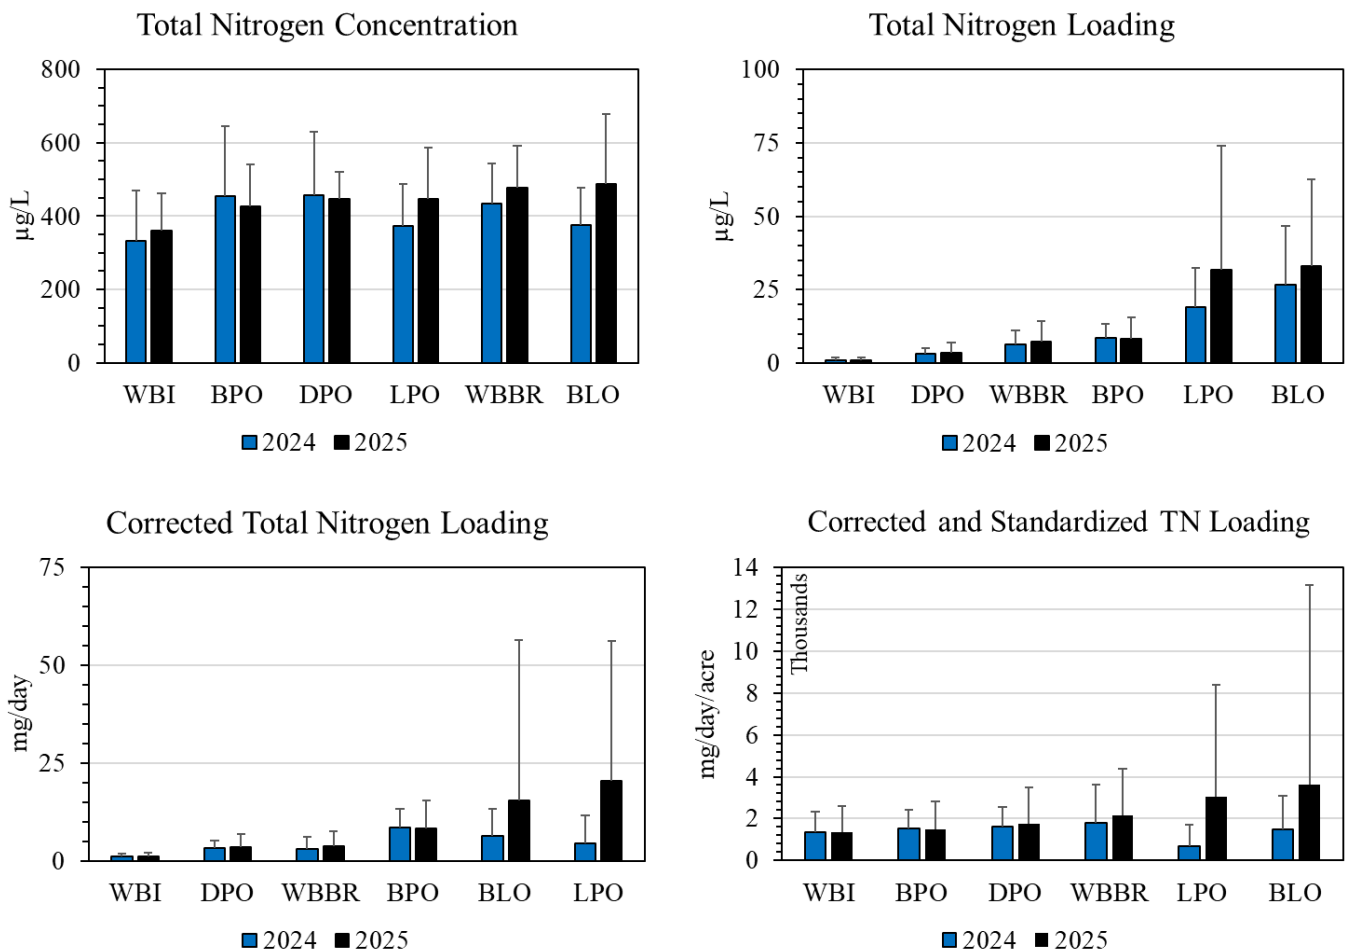 Total Nitrogen Concentration
800
600
400
200
0
µg/L
WBI BPO DPO LPO WBBR BLO
2024 2025
Total Nitrogen Loading
100
75
50
25
0
µg/L
WBI DPO WBBR BPO LPO BLO
2024 2025
Corrected Total Nitrogen Loading
75
50
25
0
mg/day
WBI DPO WBBR BPO BLO LPO
2024 2025
Corrected and Standardized TN Loading
14
12
10
8
6
4
2
0
mg/day/acre
Thousands
WBI BPO DPO WBBR LPO BLO
2024 2025